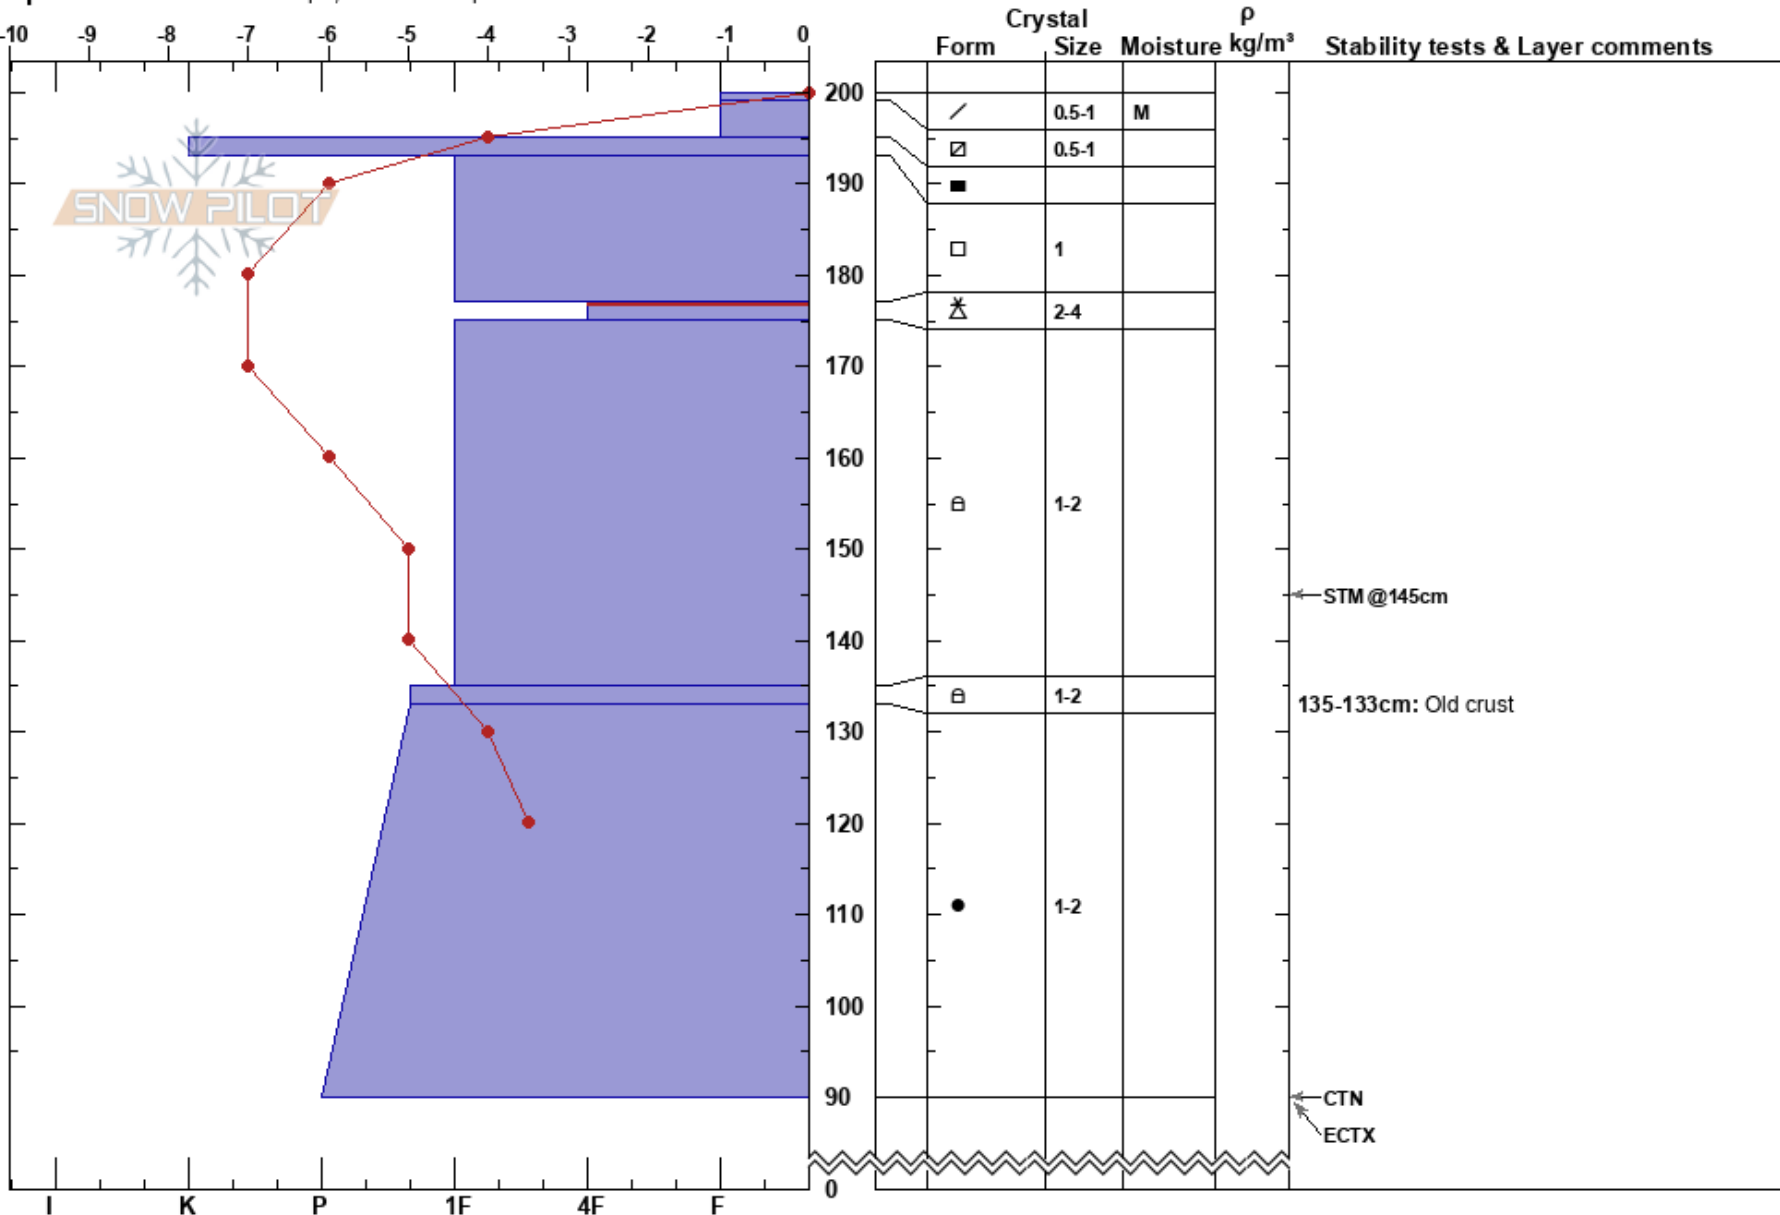 Crystal ρ
-10 -9 -8 -7 -6 -5 -4 -3 -2 -1 0
Form Size Moisture kg/m³ Stability tests & Layer comments
200
0.5-1 M
0.5-1
190
SNOW PILOT
1
180
2-4
170
160
1-2
150
STM @145cm
140
1-2
135-133cm: Old crust
130
120
1-2
110
100
90
CTN
ECTX
0
I K P 1F 4F F